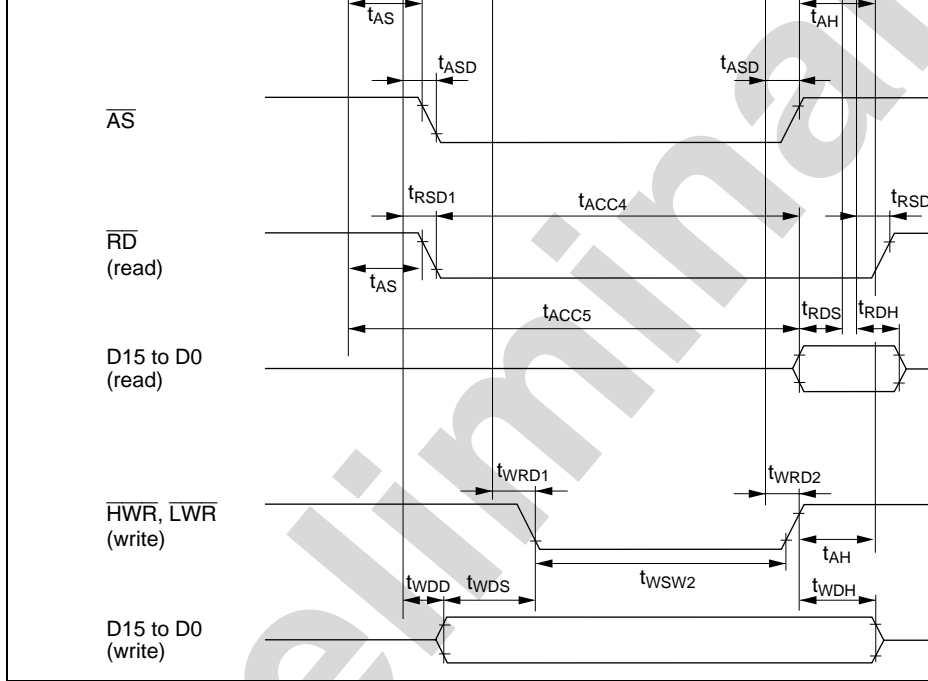 tAS tAH
tASD tASD
AS
tRSD1 tACC4 tRSD
RD
(read)
tAS
tACC5 tRDS tRDH
D15 to D0
(read)
tWRD1 tWRD2
HWR, LWR
(write)
tAH
tWSW2
tWDD tWDS tWDH
D15 to D0
(write)